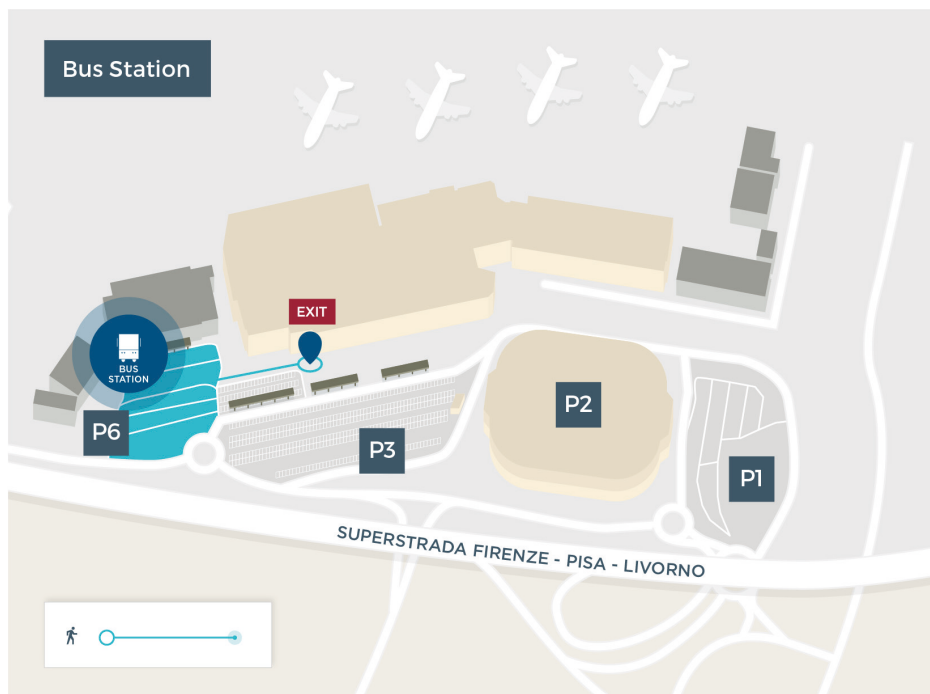 Bus Station
EXIT
BUS
STATION
P6
P3
P2
P1
SUPERSTRADA FIRENZE - PISA - LIVORNO